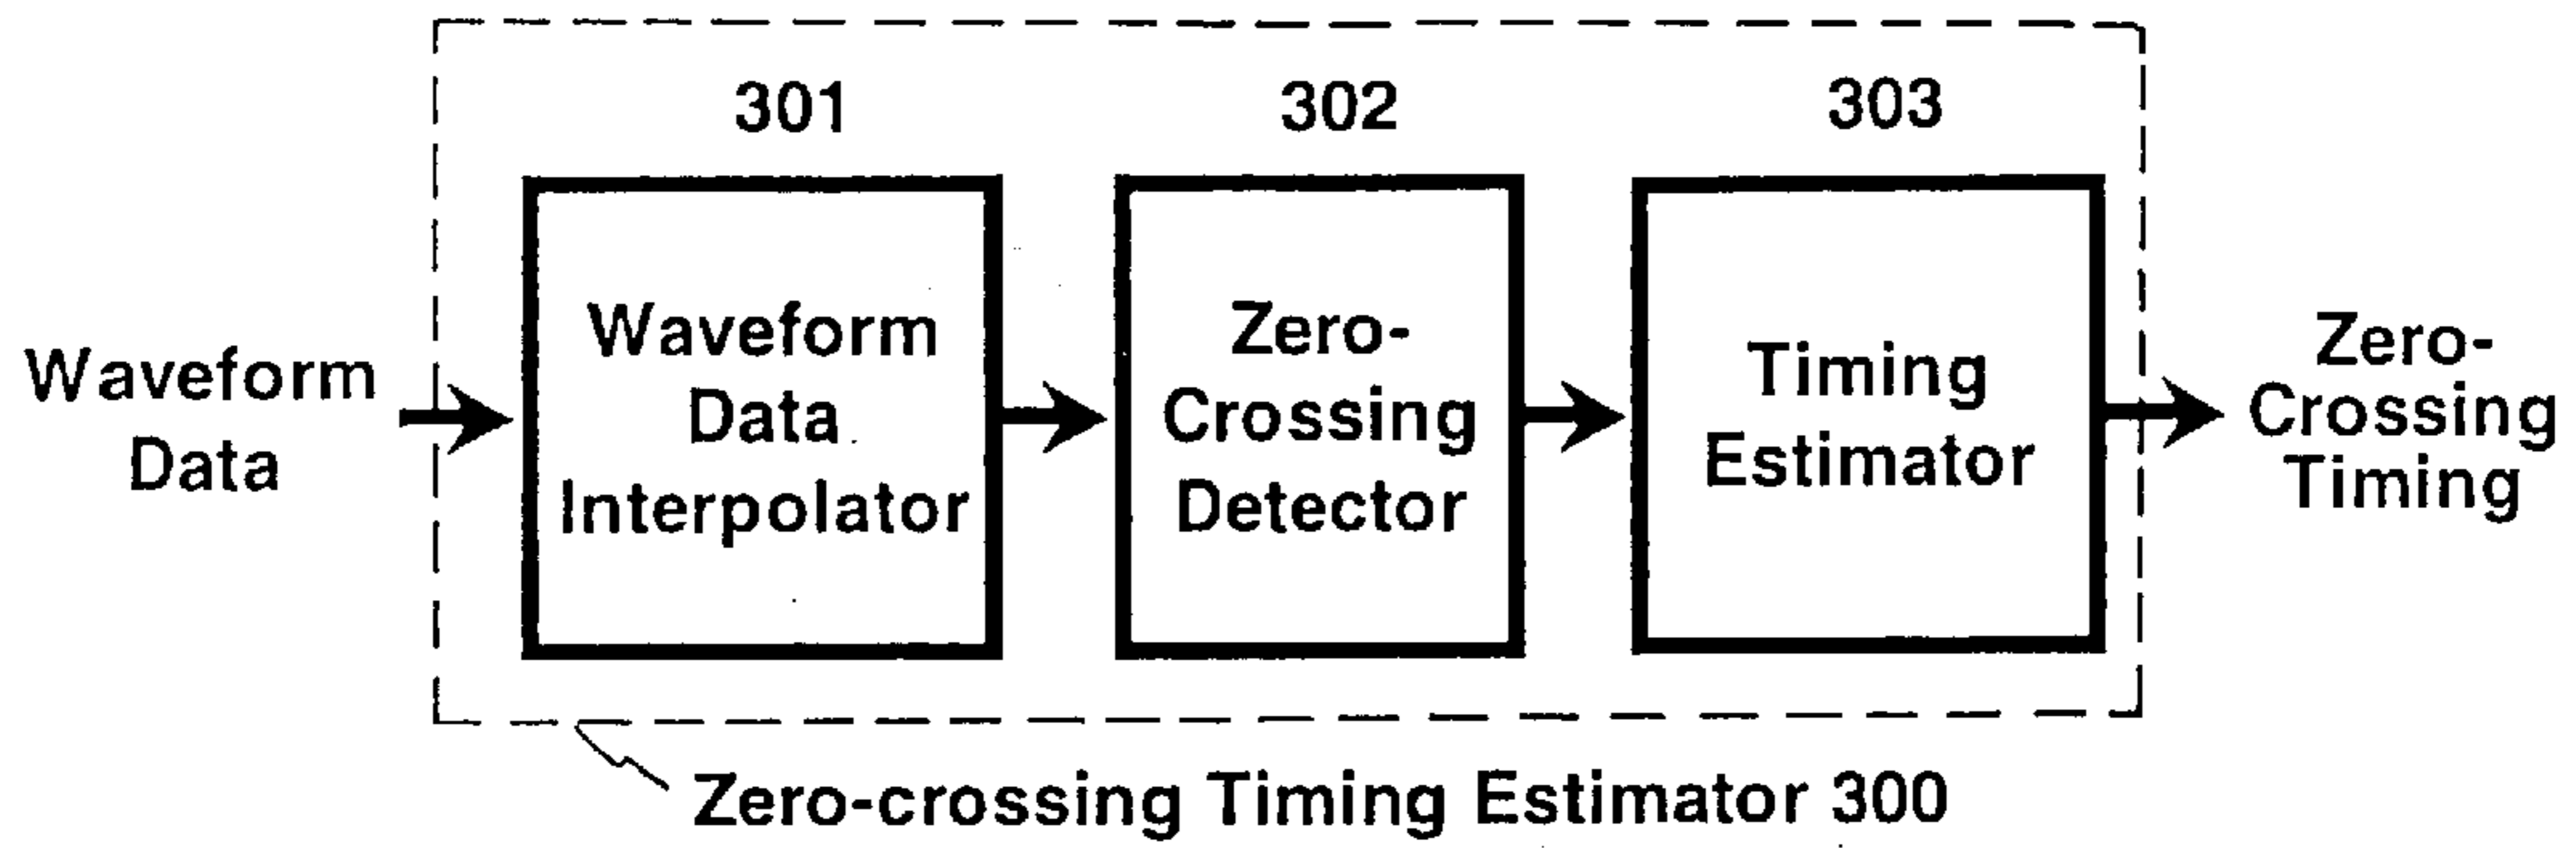 301
302
303
Waveform
Data
Waveform
Data
Interpolator
Zero-
Crossing
Detector
Timing
Estimator
Zero-
Crossing
Timing
Zero-crossing Timing Estimator 300